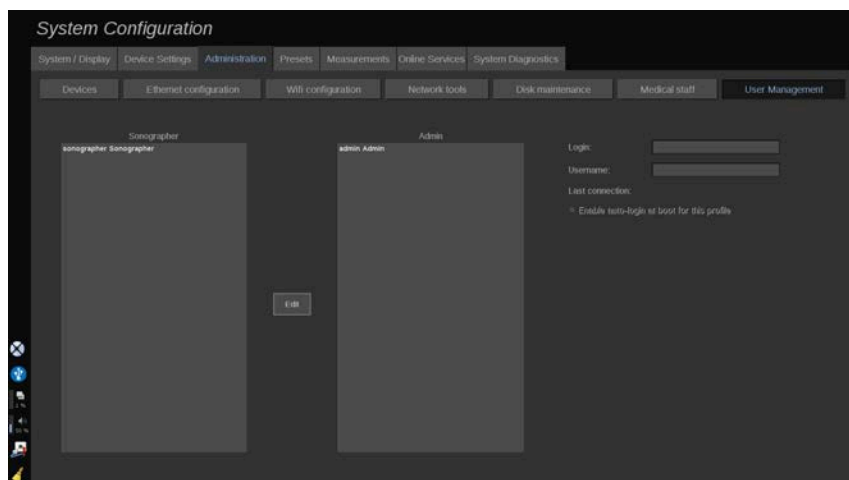 System Configuration
System / Display Device Settings Administration Presets Measurements Online Services System Diagnostics
Devices Ethernet configuration Wifi configuration Network tools Disk maintenance Medical staff User Management
Sonographer Admin
sonographer Sonographer admin Admin
Login:
Username:
Last connection:
Enable auto-login at boot for this profile
Edit